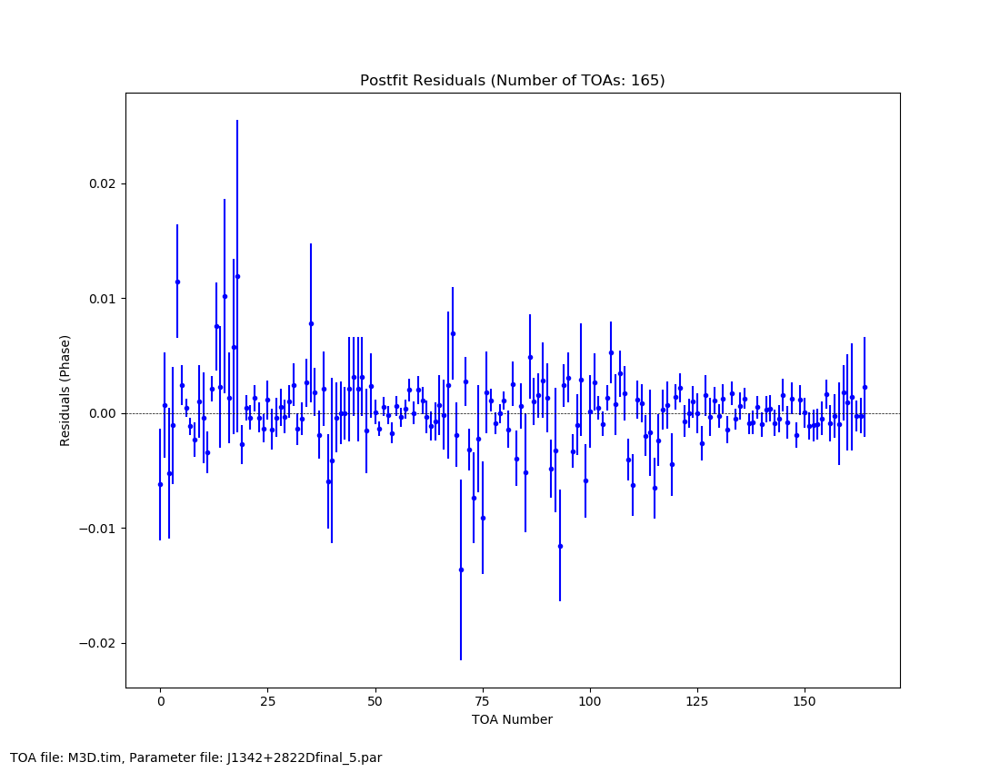 Postfit Residuals (Number of TOAs: 165)
Residuals (Phase)
0.02
0.01
0.00
−0.01
−0.02
0 25 50 75 100 125 150
TOA Number
TOA file: M3D.tim, Parameter file: J1342+2822Dfinal_5.par